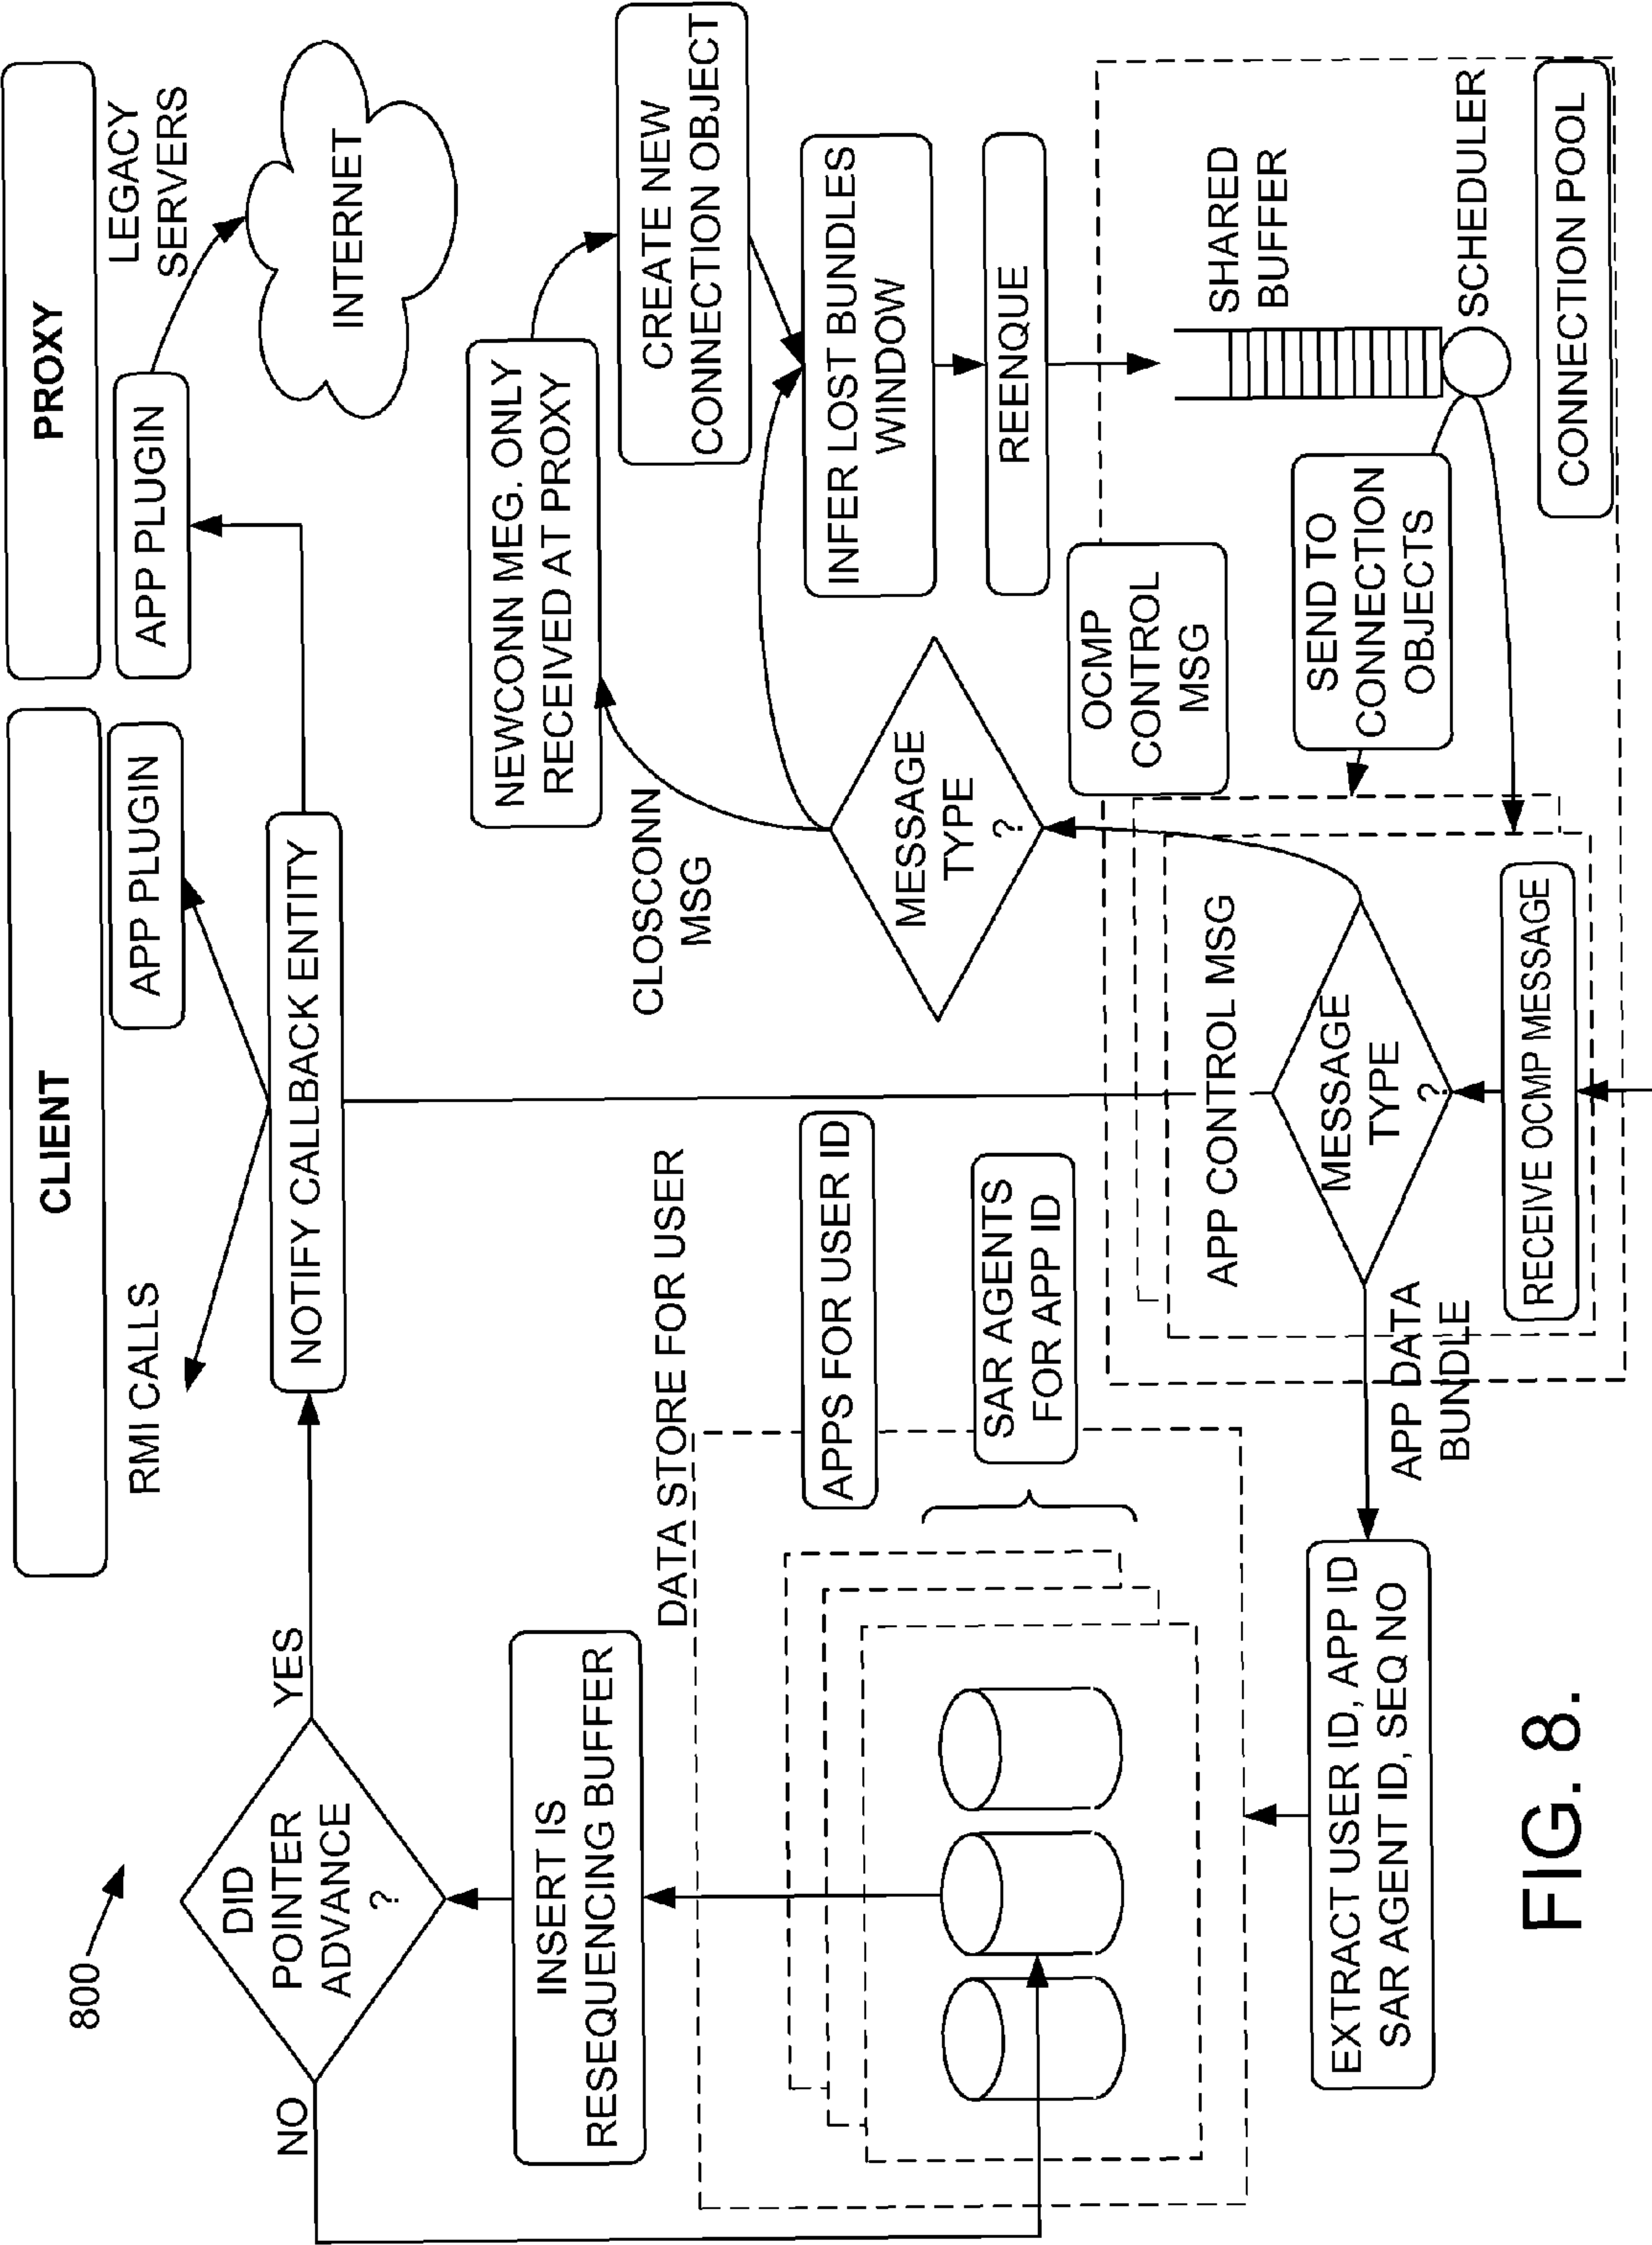 800
CLIENT
PROXY
RMI CALLS
APP PLUGIN
APP PLUGIN
LEGACY
SERVERS
INTERNET
NO
DID
POINTER
ADVANCE
?
YES
NOTIFY CALLBACK ENTITY
INSERT IS
RESEQUENCING BUFFER
DATA STORE FOR USER
APPS FOR USER ID
SAR AGENTS
FOR APP ID
CLOSCONN
MSG
NEWCONN MEG. ONLY
RECEIVED AT PROXY
CREATE NEW
CONNECTION OBJECT
INFER LOST BUNDLES
WINDOW
REENQUE
MESSAGE
TYPE
?
OCMP
CONTROL
MSG
SHARED
BUFFER
SCHEDULER
SEND TO
CONNECTION
OBJECTS
CONNECTION POOL
APP CONTROL MSG
MESSAGE
TYPE
?
RECEIVE OCMP MESSAGE
APP DATA
BUNDLE
EXTRACT USER ID, APP ID
SAR AGENT ID, SEQ NO
FIG. 8.